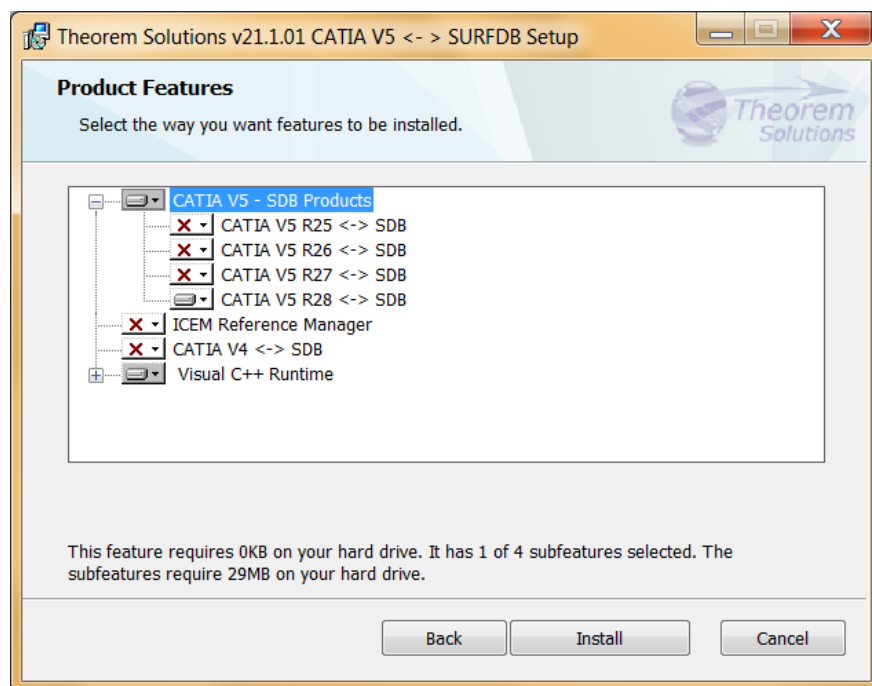 Theorem Solutions v21.1.01 CATIA V5 <- > SURFDB Setup
Product Features
Select the way you want features to be installed.
Theorem
Solutions
CATIA V5 - SDB Products
CATIA V5 R25 <-> SDB
CATIA V5 R26 <-> SDB
CATIA V5 R27 <-> SDB
CATIA V5 R28 <-> SDB
ICEM Reference Manager
CATIA V4 <-> SDB
Visual C++ Runtime
This feature requires 0KB on your hard drive. It has 1 of 4 subfeatures selected. The
subfeatures require 29MB on your hard drive.
Back Install Cancel